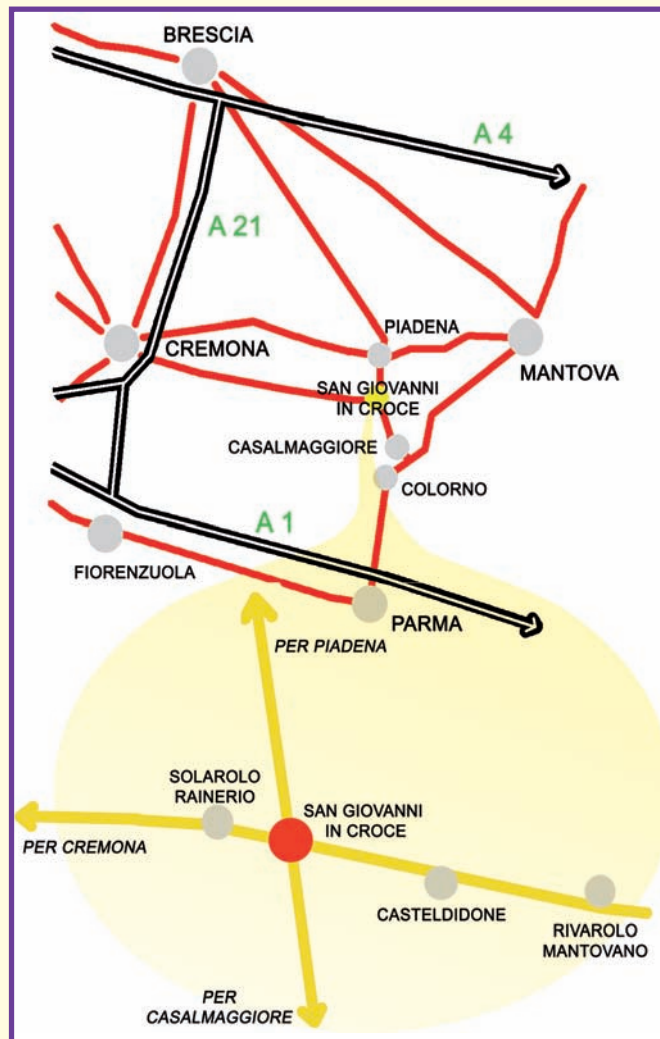 BRESCIA
A 4
A 21
PIADENA
CREMONA
MANTOVA
SAN GIOVANNI
IN CROCE
CASALMAGGIORE
COLORNO
A 1
FIORENZUOLA
PARMA
PER PIADENA
SOLAROLO
RAINERIO
SAN GIOVANNI
IN CROCE
PER CREMONA
CASTELDIDONE
RIVAROLO
MANTOVANO
PER
CASALMAGGIORE